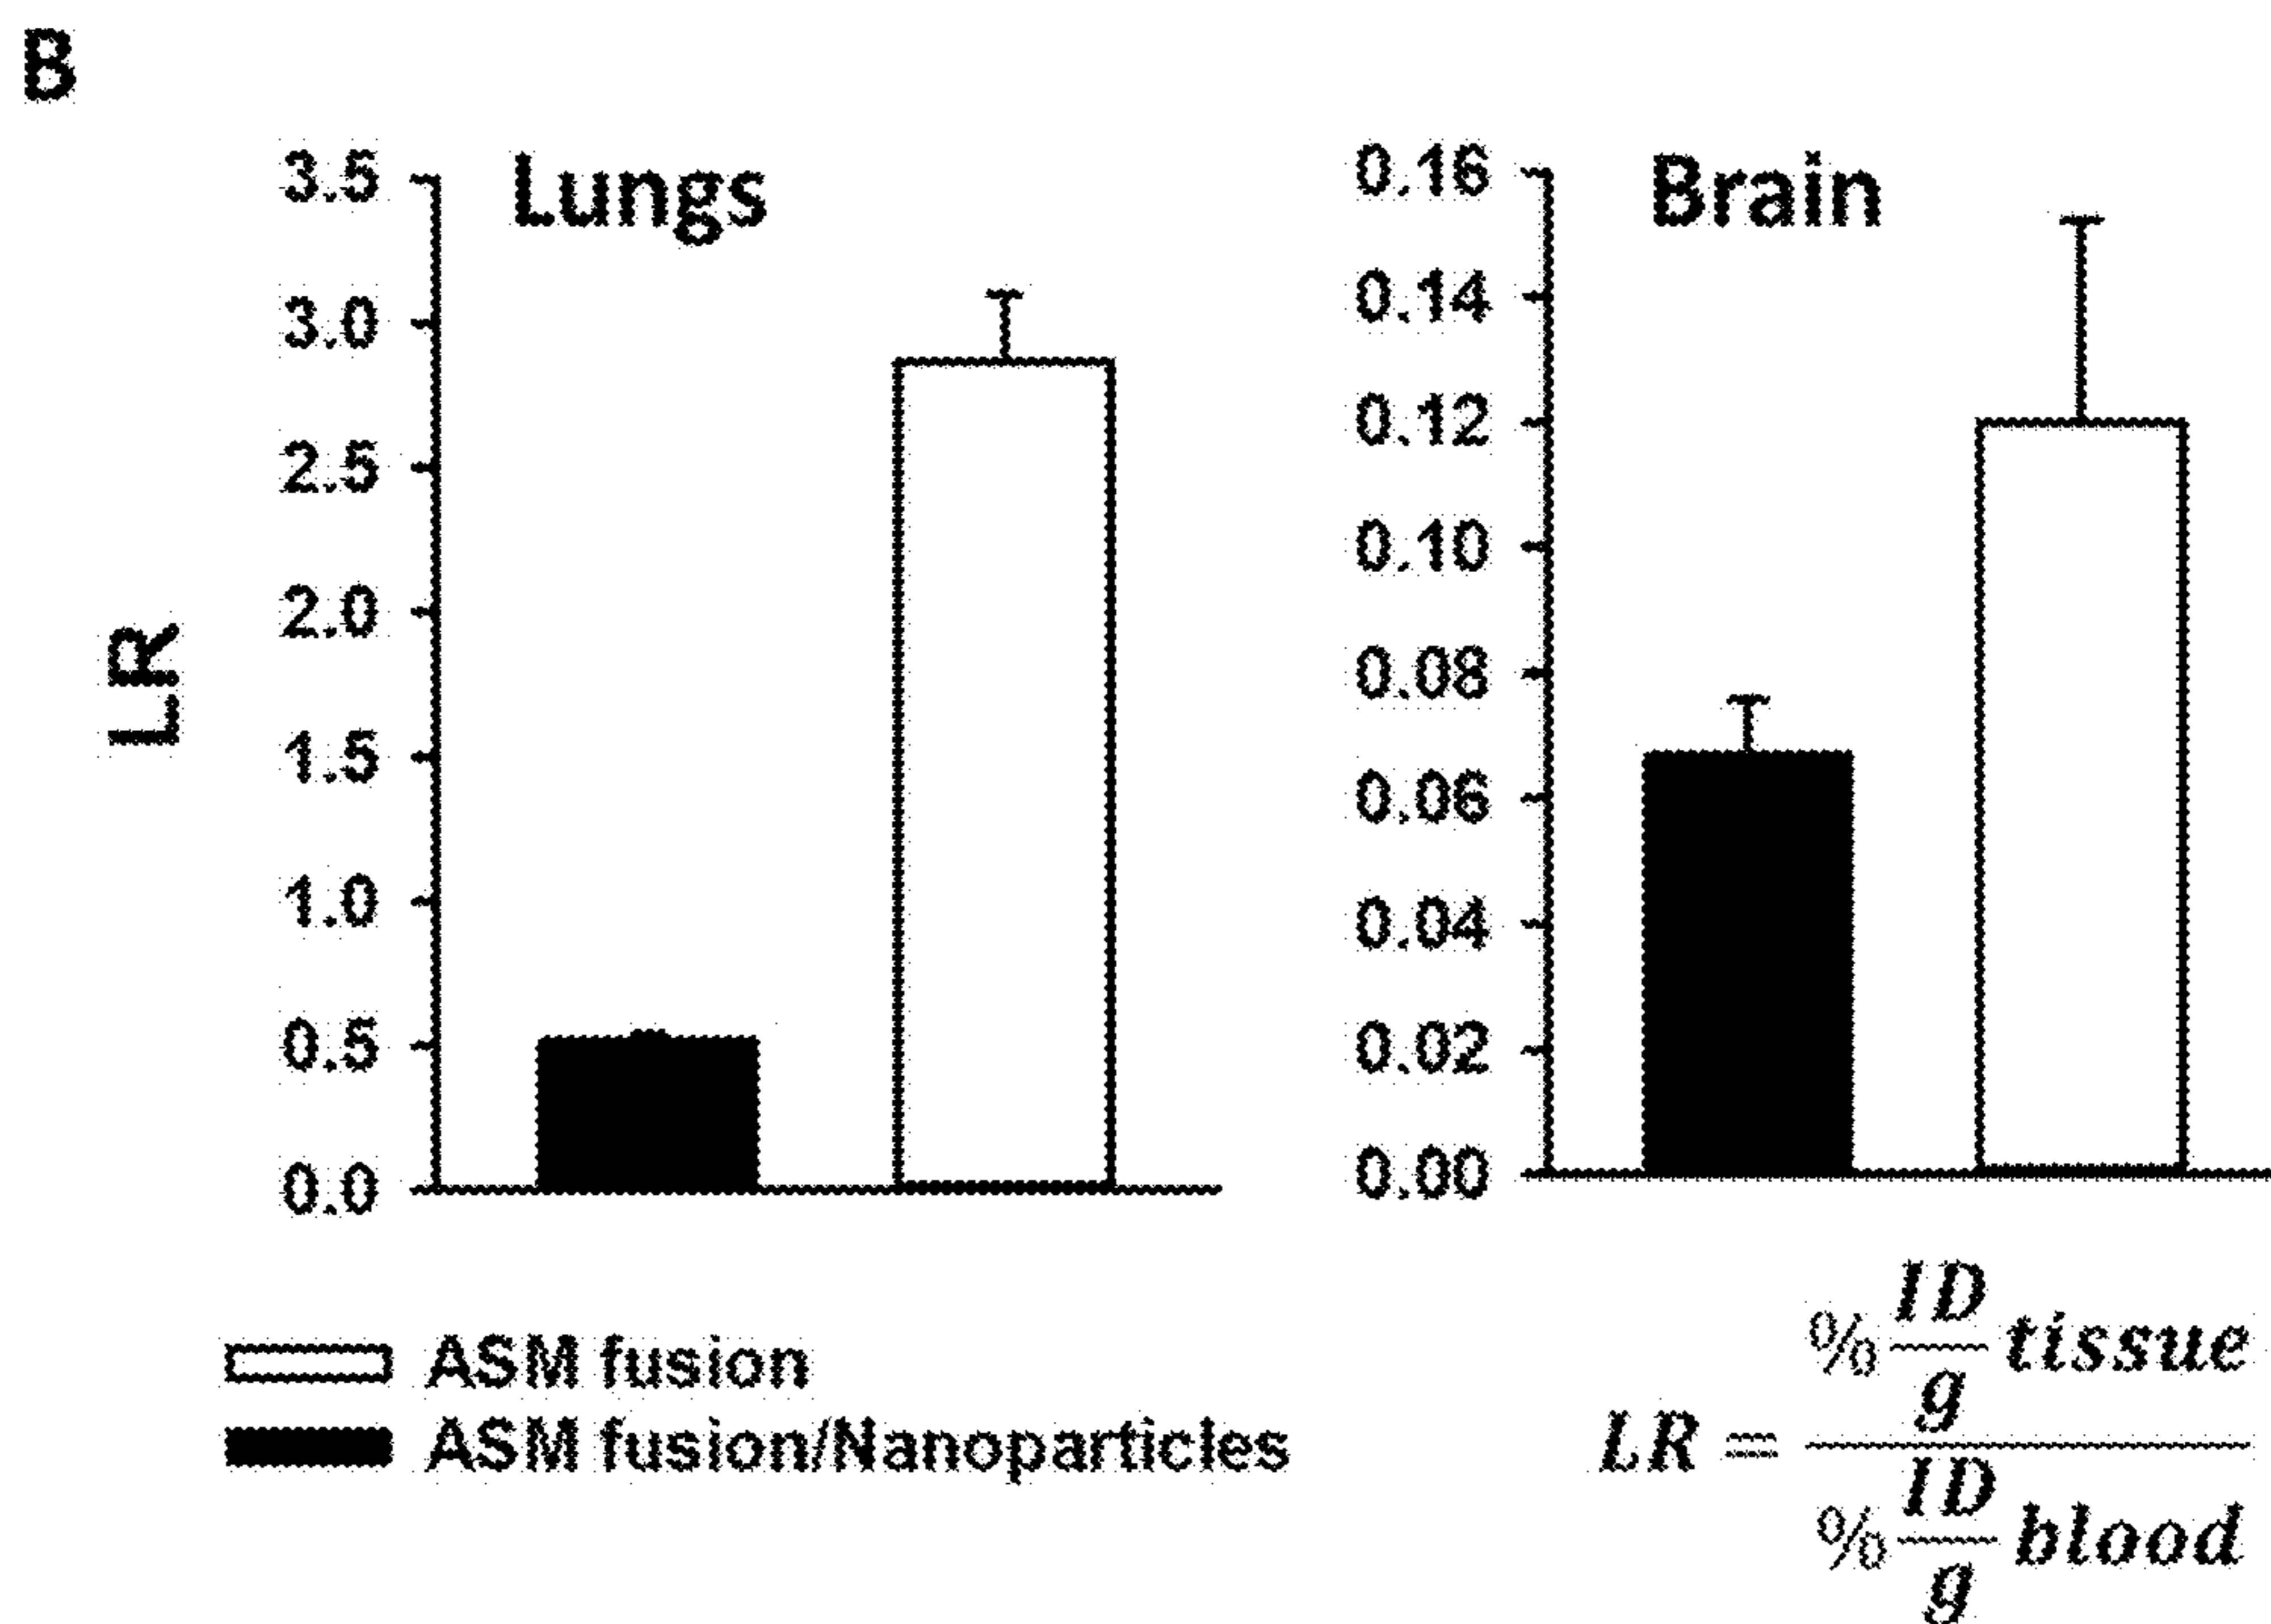 B
Lungs
3.5
3.0
2.5
2.0
1.5
1.0
0.5
0.0
LR
Brain
0.16
0.14
0.12
0.10
0.08
0.06
0.04
0.02
0.00
ASM fusion
ASM fusion/Nanoparticles
% ID/g tissue
LR =
% ID/g blood